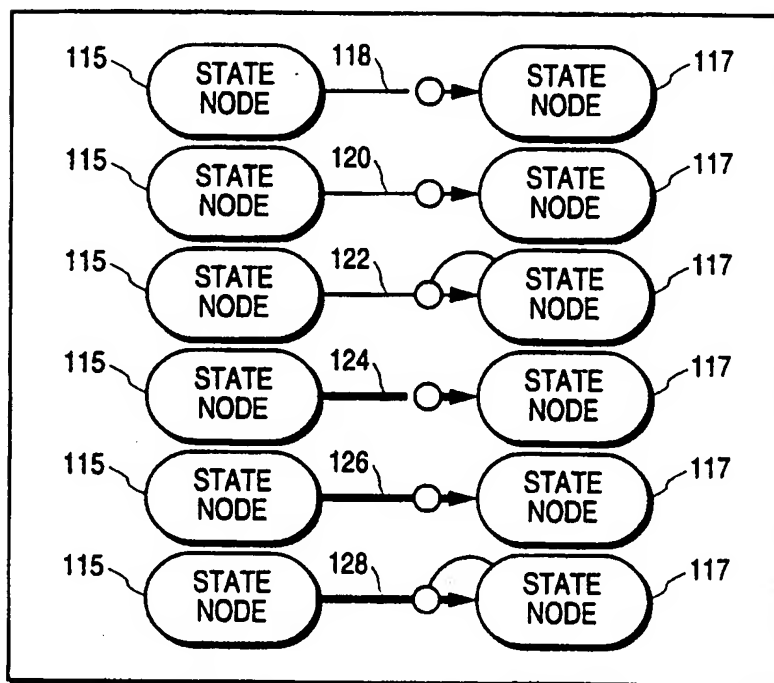 115 STATE NODE 118 STATE NODE 117
115 STATE NODE 120 STATE NODE 117
115 STATE NODE 122 STATE NODE 117
115 STATE NODE 124 STATE NODE 117
115 STATE NODE 126 STATE NODE 117
115 STATE NODE 128 STATE NODE 117